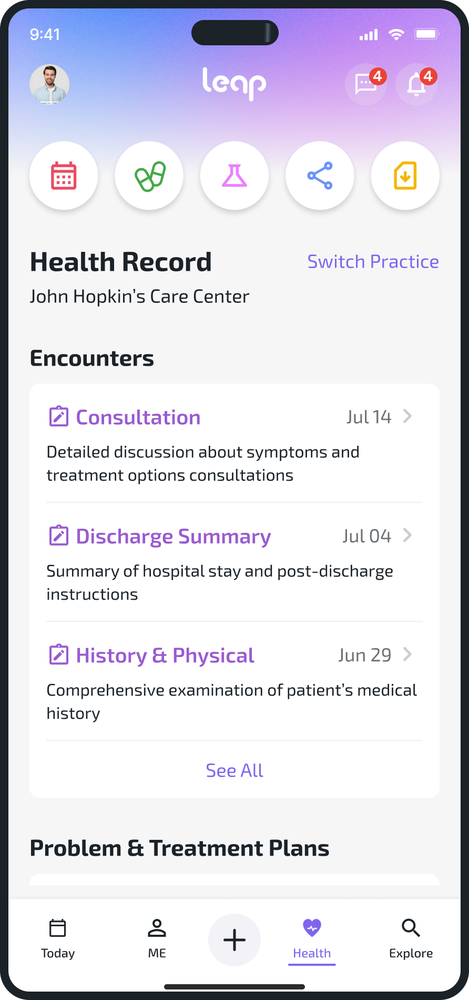 9:41
leap
4
4
Health Record
Switch Practice
John Hopkin's Care Center
Encounters
Consultation
Jul 14
Detailed discussion about symptoms and
treatment options consultations
Discharge Summary
Jul 04
Summary of hospital stay and post-discharge
instructions
History & Physical
Jun 29
Comprehensive examination of patient's medical
history
See All
Problem & Treatment Plans
Today
ME
Health
Explore